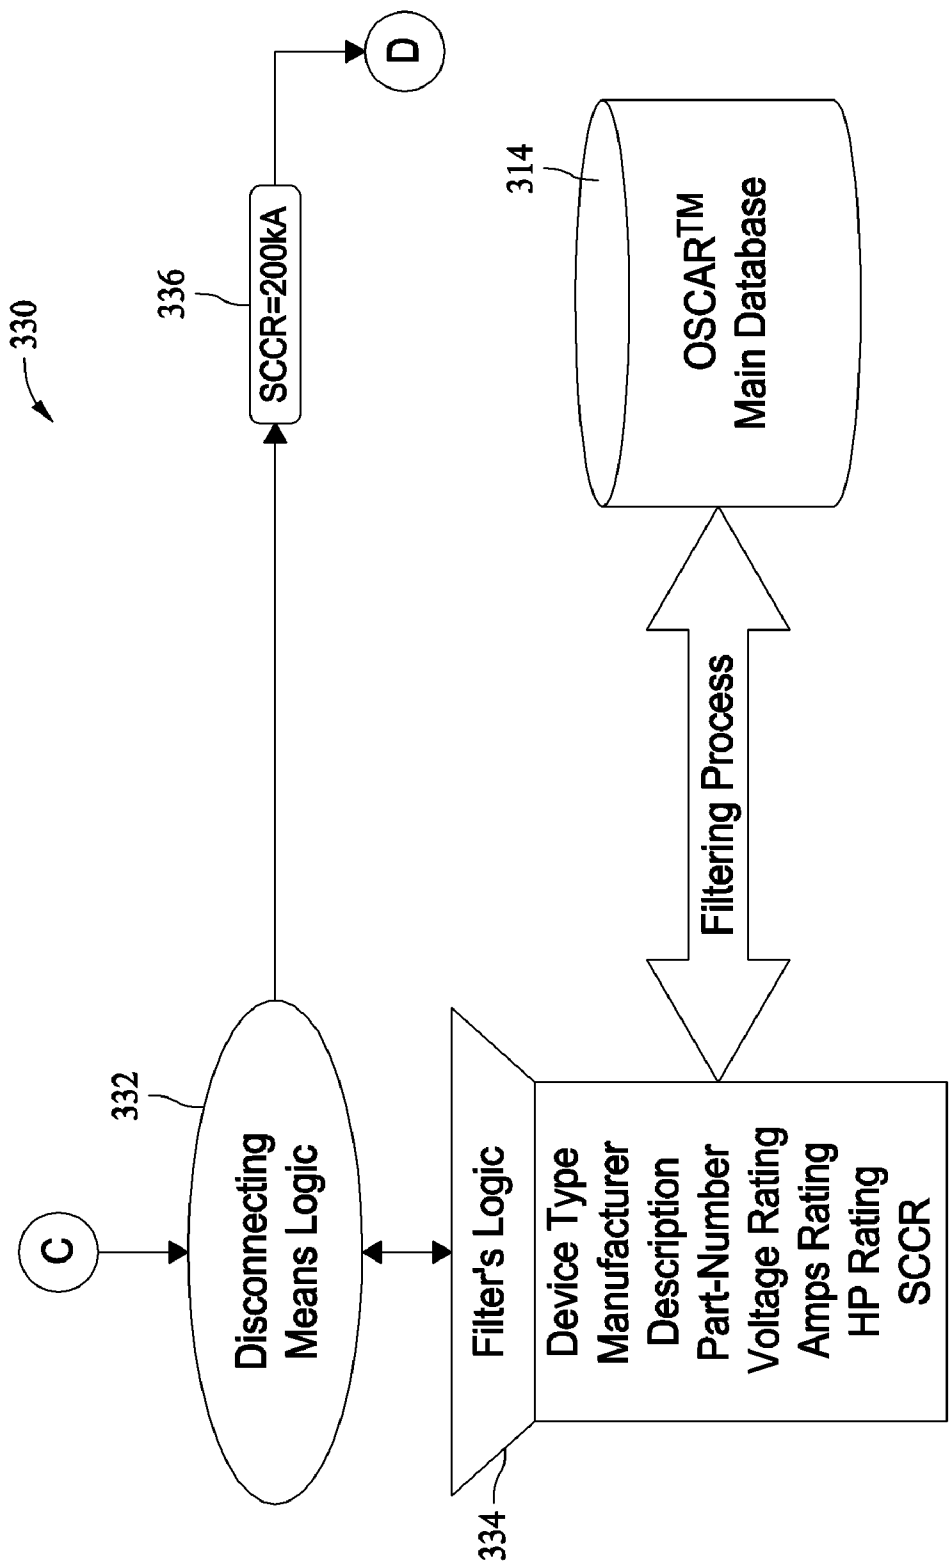 330
C
332
Disconnecting
Means Logic
336
SCCR=200kA
D
334
Filter's Logic
Device Type
Manufacturer
Description
Part-Number
Voltage Rating
Amps Rating
HP Rating
SCCR
Filtering Process
314
OSCAR™
Main Database